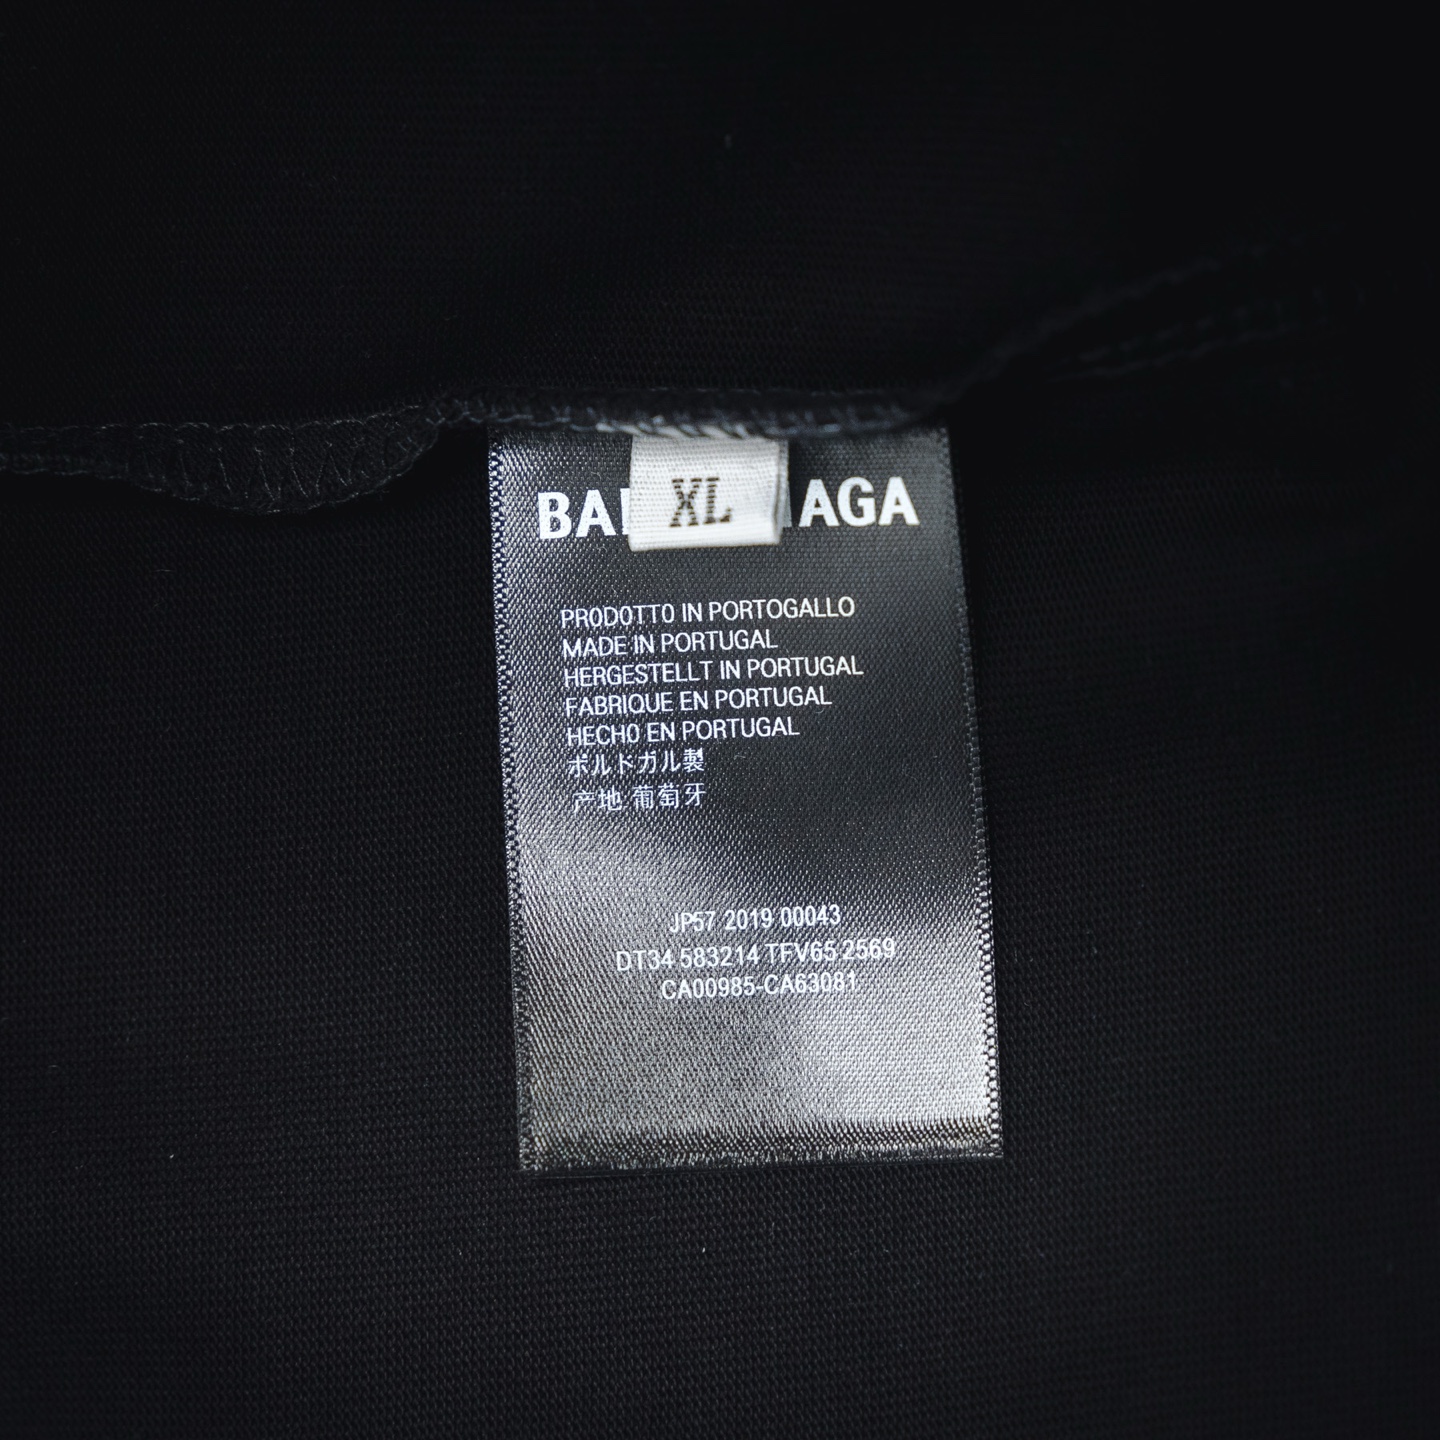 BAL
XL
IAGA
PRODOTTO IN PORTOGALLO
MADE IN PORTUGAL
HERGESTELLT IN PORTUGAL
FABRIQUE EN PORTUGAL
HECHO EN PORTUGAL
ポルトガル製
产地 葡萄牙
JP57 2019 00043
DT34 583214 TFV65 2569
CA00985-CA63081